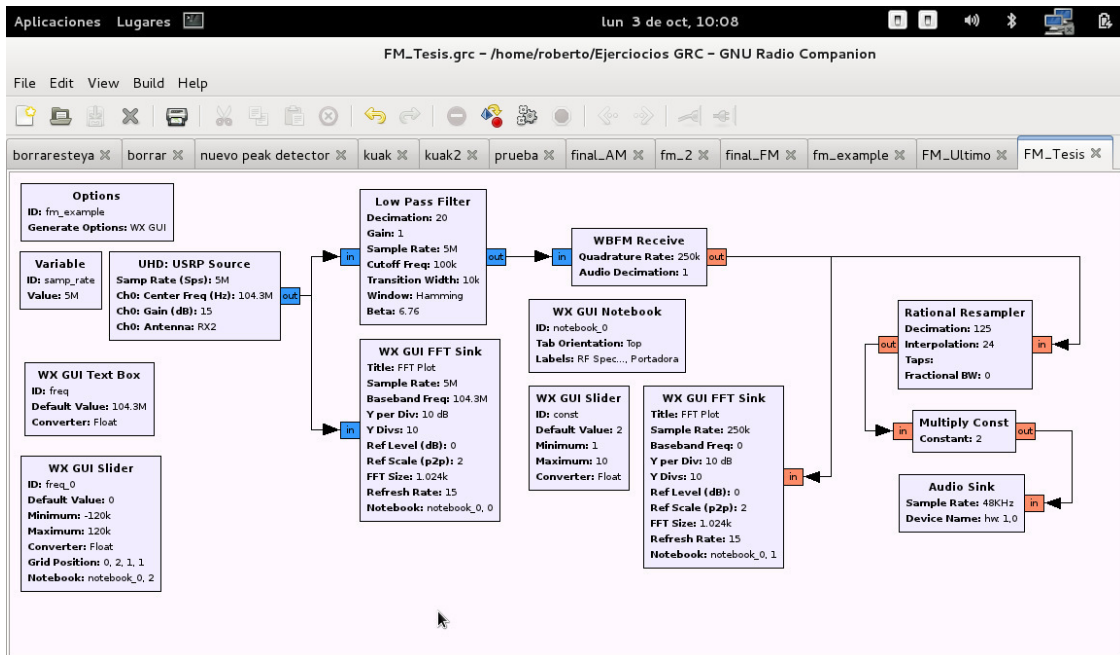 Aplicaciones Lugares
lun 3 de oct, 10:08
FM_Tesis.grc - /home/roberto/Ejerciocios GRC - GNU Radio Companion
File Edit View Build Help
borraresteya borrar nuevo peak detector kuak kuak2 prueba final_AM fm_2 final_FM fm_example FM_Ultimo FM_Tesis
Options
ID: fm_example
Generate Options: WX GUI
Variable
ID: samp_rate
Value: 5M
UHD: USRP Source
Samp Rate (Sps): 5M
Ch0: Center Freq (Hz): 104.3M
Ch0: Gain (dB): 15
Ch0: Antenna: RX2
out
WX GUI Text Box
ID: freq
Default Value: 104.3M
Converter: Float
WX GUI Slider
ID: freq_0
Default Value: 0
Minimum: -120k
Maximum: 120k
Converter: Float
Grid Position: 0, 2, 1, 1
Notebook: notebook_0, 2
in
Low Pass Filter
Decimation: 20
Gain: 1
Sample Rate: 5M
Cutoff Freq: 100k
Transition Width: 10k
Window: Hamming
Beta: 6.76
out
in
WX GUI FFT Sink
Title: FFT Plot
Sample Rate: 5M
Baseband Freq: 104.3M
Y per Div: 10 dB
Y Divs: 10
Ref Level (dB): 0
Ref Scale (p2p): 2
FFT Size: 1.024k
Refresh Rate: 15
Notebook: notebook_0, 0
in
WBFM Receive
Quadrature Rate: 250k
Audio Decimation: 1
out
WX GUI Notebook
ID: notebook_0
Tab Orientation: Top
Labels: RF Spec..., Portadora
WX GUI Slider
ID: const
Default Value: 2
Minimum: 1
Maximum: 10
Converter: Float
WX GUI FFT Sink
Title: FFT Plot
Sample Rate: 250k
Baseband Freq: 0
Y per Div: 10 dB
Y Divs: 10
Ref Level (dB): 0
Ref Scale (p2p): 2
FFT Size: 1.024k
Refresh Rate: 15
Notebook: notebook_0, 1
in
Rational Resampler
Decimation: 125
Interpolation: 24
Taps:
Fractional BW: 0
out
in
in
Multiply Const
Constant: 2
out
Audio Sink
Sample Rate: 48KHz
Device Name: hw: 1,0
in